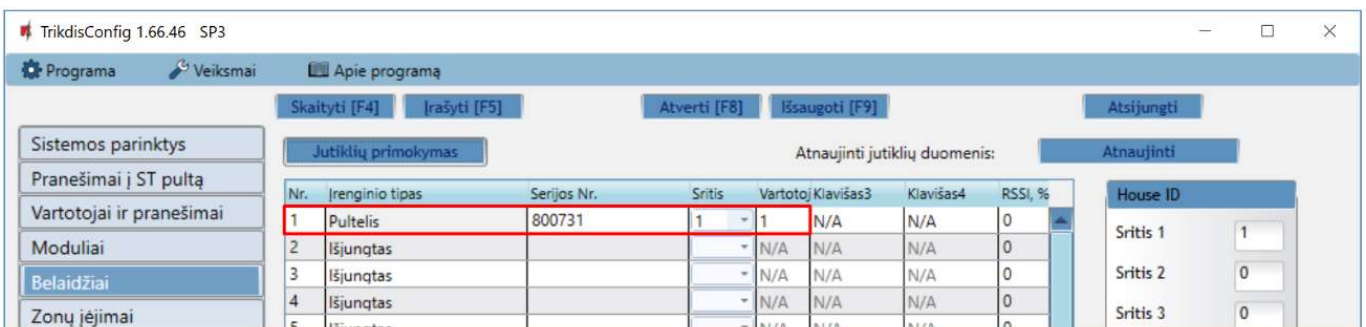 TrikdisConfig 1.66.46 SP3
Programa Veiksmai Apie programą
Skaityti [F4] Įrašyti [F5] Atverti [F8] Išsaugoti [F9] Atsijungti
Sistemos parinktys
Pranešimai į ST pultą
Vartotojai ir pranešimai
Moduliai
Belaidžiai
Zonų įėjimai
Jutiklių primokymas Atnaujinti jutiklių duomenis: Atnaujinti
Nr. Įrenginio tipas Serijos Nr. Sritis Vartotoj Klavišas3 Klavišas4 RSSI, %
1 Pultelis 800731 1 1 N/A N/A 0
2 Išjungtas N/A N/A N/A 0
3 Išjungtas N/A N/A N/A 0
4 Išjungtas N/A N/A N/A 0
House ID
Sritis 1 1
Sritis 2 0
Sritis 3 0